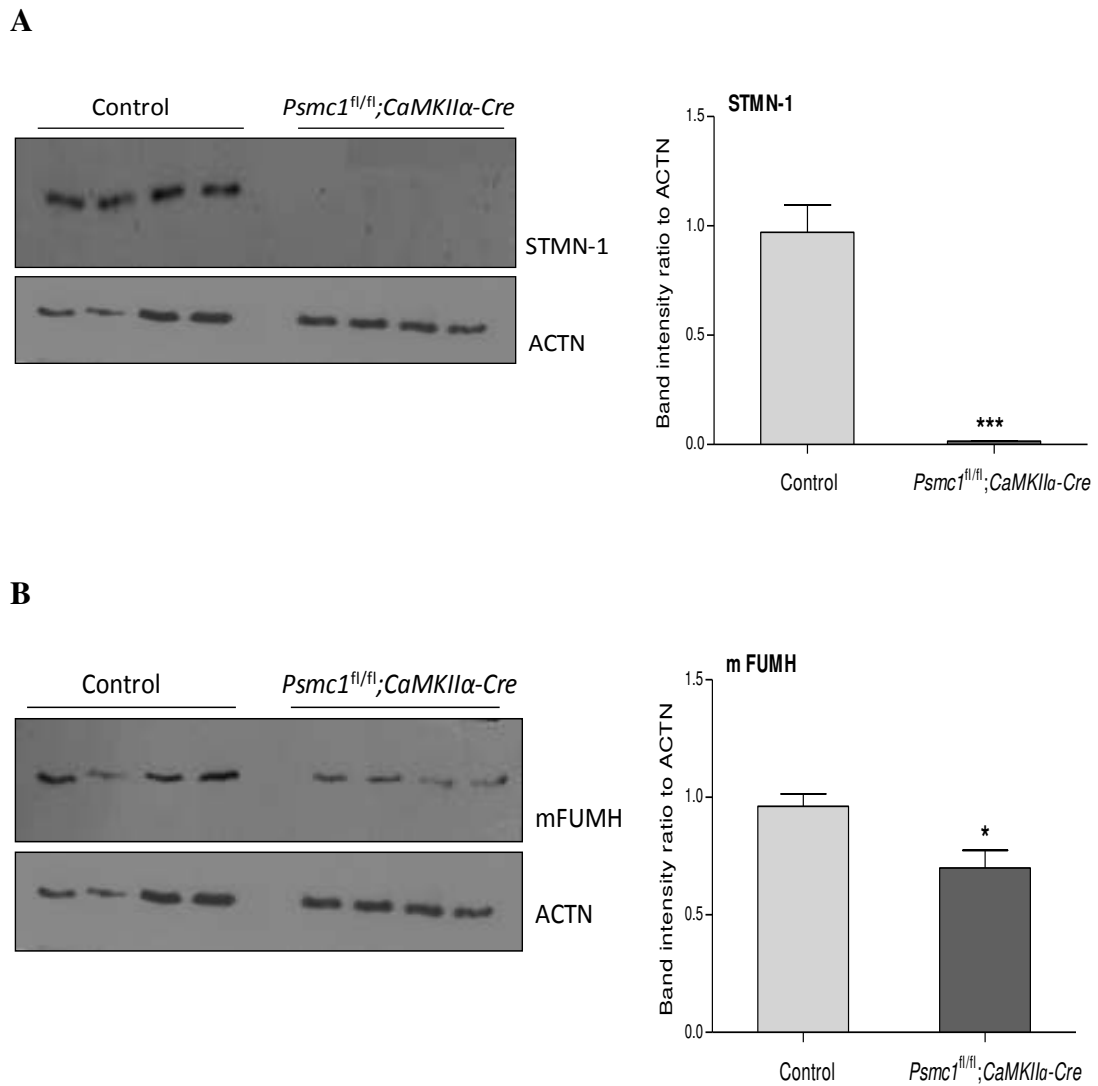 A
Control Psmc1fl/fl;CaMKIIα-Cre
STMN-1
ACTN
STMN-1
Band intensity ratio to ACTN
1.5
1.0
0.5
0.0
***
Control Psmc1fl/fl;CaMKIIα-Cre
B
Control Psmc1fl/fl;CaMKIIα-Cre
mFUMH
ACTN
m FUMH
Band intensity ratio to ACTN
1.5
1.0
0.5
0.0
*
Control Psmc1fl/fl;CaMKIIα-Cre